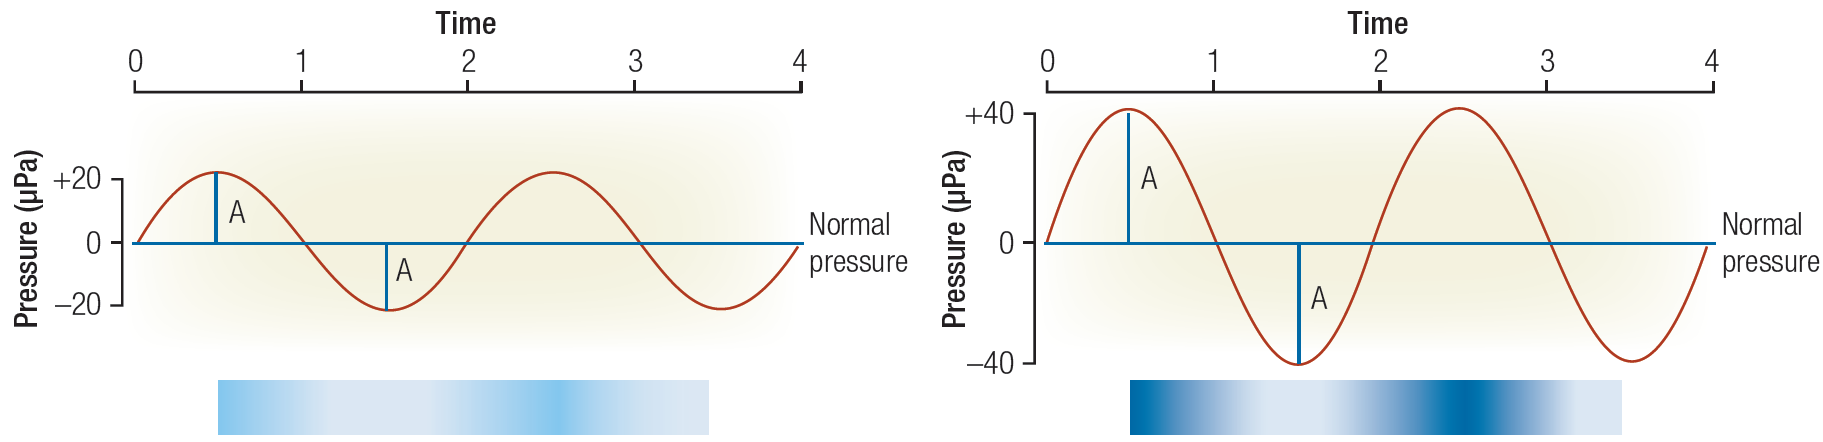 Time
0 1 2 3 4
Pressure (µPa)
+20
0
–20
A
A
Normal
pressure
Time
0 1 2 3 4
Pressure (µPa)
+40
0
–40
A
A
Normal
pressure